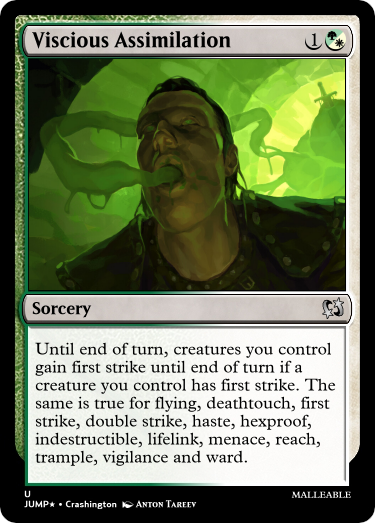 Viscious Assimilation 1
Sorcery
Until end of turn, creatures you control
gain first strike until end of turn if a
creature you control has first strike. The
same is true for flying, deathtouch, first
strike, double strike, haste, hexproof,
indestructible, lifelink, menace, reach,
trample, vigilance and ward.
U
JUMP★ • Crashington Anton Tareev
MALLEABLE